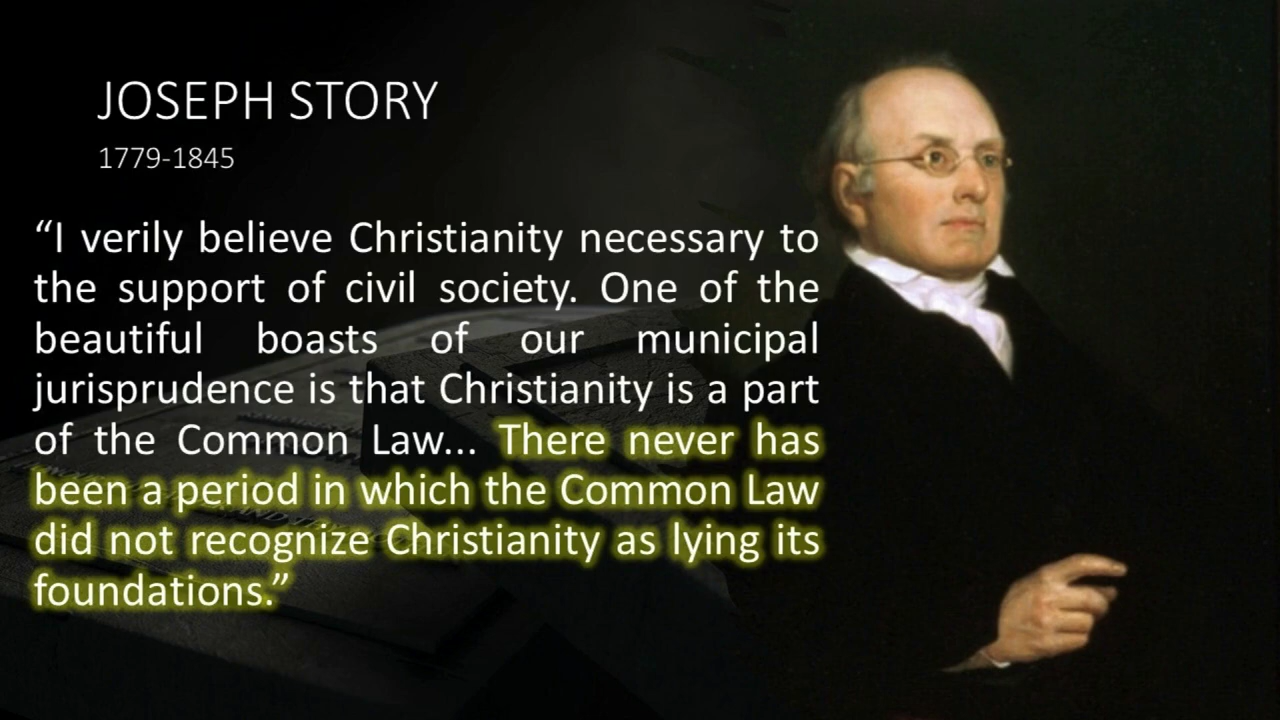 JOSEPH STORY
1779-1845
“I verily believe Christianity necessary to
the support of civil society. One of the
beautiful boasts of our municipal
jurisprudence is that Christianity is a part
of the Common Law... There never has
been a period in which the Common Law
did not recognize Christianity as lying its
foundations.”